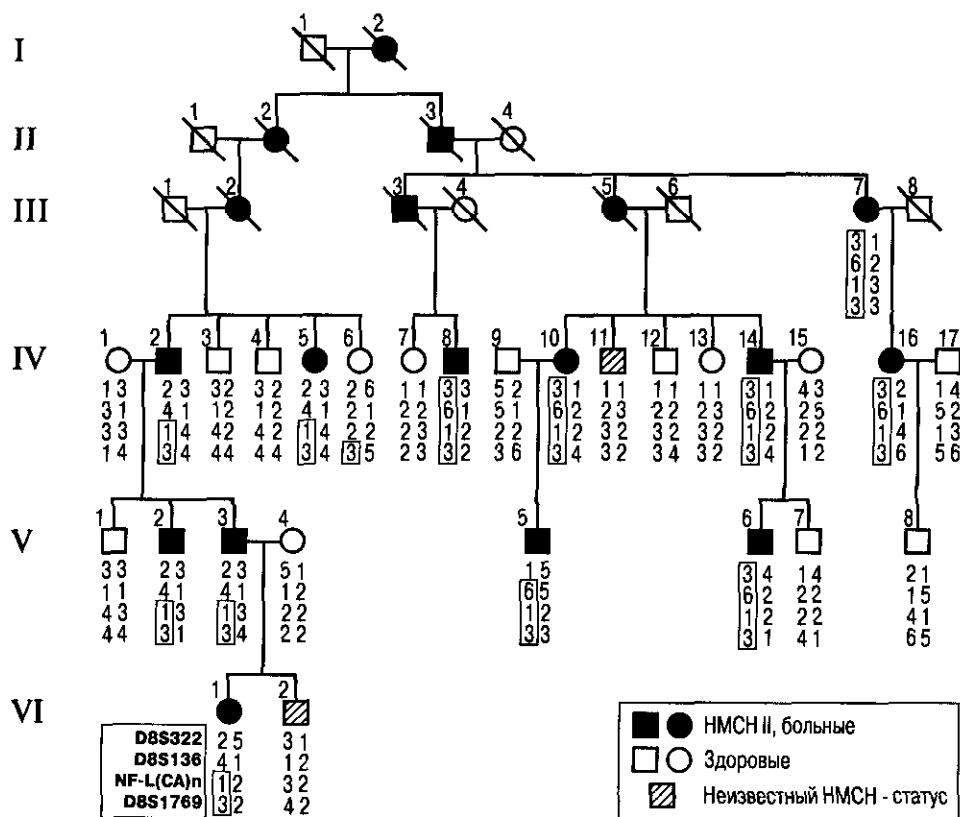 1 2
I
1 2 3 4
II
1 2 3 4 5 6 7 8
III
3 1
6 2
1 3
3 3
1 2 3 4 5 6 7 8 9 10 11 12 13 14 15 16 17
IV
1 3 2 3 3 2 3 2 2 3 2 6 1 1 3 3 5 2 3 1 1 1 1 1 1 1 3 1 4 3 3 2 1 4
3 1 4 1 1 2 1 2 4 1 2 1 2 2 6 1 5 1 6 2 2 3 2 2 2 3 6 2 2 5 6 1 5 2
3 3 1 4 4 2 4 2 1 4 2 2 2 3 1 2 2 2 1 2 3 2 3 2 3 2 1 2 2 2 1 4 1 3
1 4 3 4 4 4 4 4 3 4 3 5 2 3 3 2 3 6 3 4 3 2 3 4 3 2 3 4 1 2 3 6 5 6
1 2 3 4 5 6 7 8
V
3 3 2 3 2 3 5 1 1 5 3 4 1 4 2 1
1 1 4 1 4 1 1 2 6 5 6 2 2 2 1 5
4 3 1 3 1 3 2 2 1 2 1 2 2 2 4 1
4 4 3 1 3 4 2 2 3 3 3 1 4 1 6 5
1 2
VI
D8S322 2 5 3 1
D8S136 4 1 1 2
NF-L(CA)n 1 2 3 2
D8S1769 3 2 4 2
НМСН II, больные
Здоровые
Неизвестный НМСН - статус